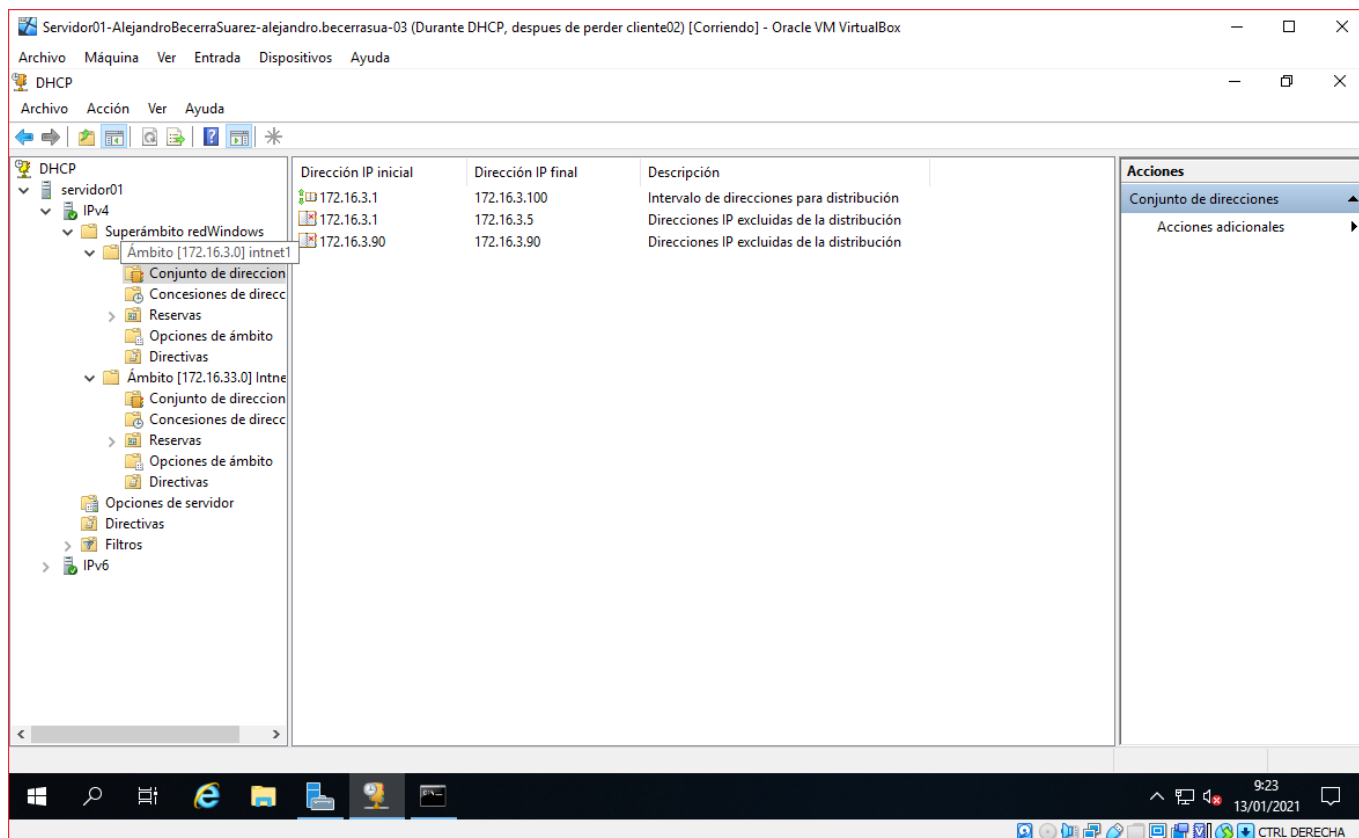 Servidor01-AlejandroBecerraSuarez-alejandro.becerrasua-03 (Durante DHCP, despues de perder cliente02) [Corriendo] - Oracle VM VirtualBox
Archivo Máquina Ver Entrada Dispositivos Ayuda
DHCP
Archivo Acción Ver Ayuda
DHCP
servidor01
IPv4
Superámbito redWindows
Ámbito [172.16.3.0] intnet1
Conjunto de direccion
Concesiones de direcc
Reservas
Opciones de ámbito
Directivas
Ámbito [172.16.33.0] Intne
Conjunto de direccion
Concesiones de direcc
Reservas
Opciones de ámbito
Directivas
Opciones de servidor
Directivas
Filtros
IPv6
Dirección IP inicial Dirección IP final Descripción
172.16.3.1 172.16.3.100 Intervalo de direcciones para distribución
172.16.3.1 172.16.3.5 Direcciones IP excluidas de la distribución
172.16.3.90 172.16.3.90 Direcciones IP excluidas de la distribución
Acciones
Conjunto de direcciones
Acciones adicionales
9:23
13/01/2021
CTRL DERECHA